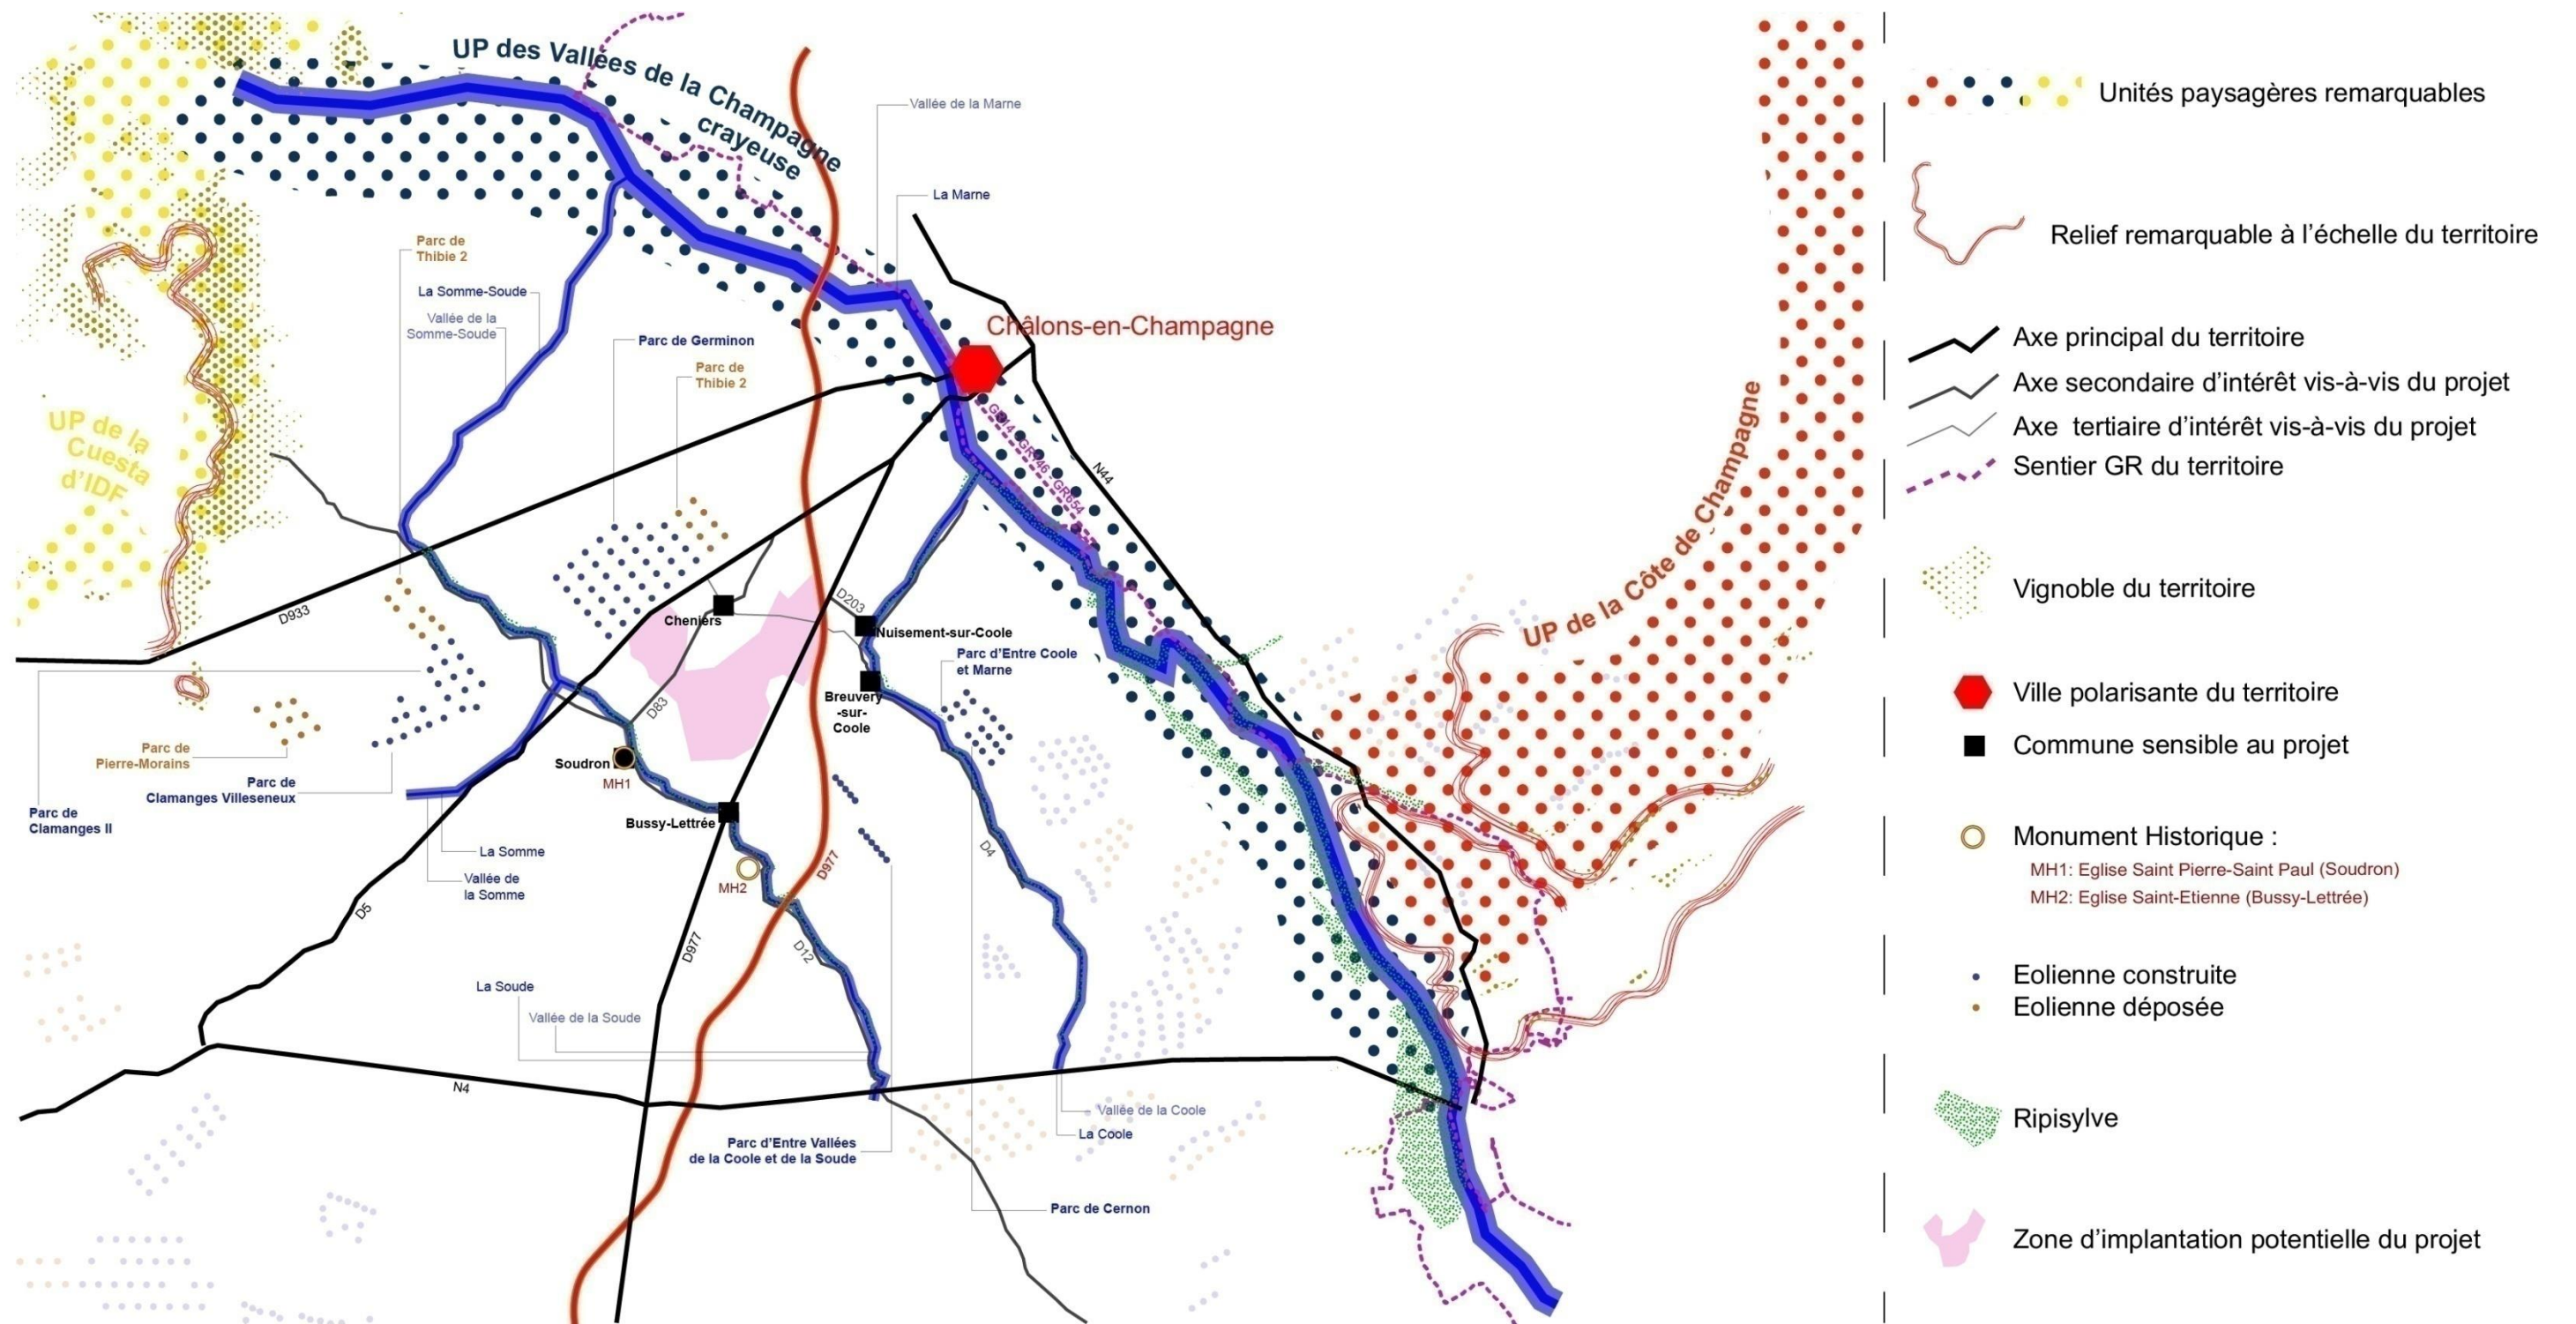 UP des Vallées de la Champagne
crayeuse
Vallée de la Marne
La Marne
Parc de
Thibie 2
La Somme-Soude
Vallée de la
Somme-Soude
Parc de Germinon
Parc de
Thibie 2
Châlons-en-Champagne
UP de la
Cuesta
d'IDF
GR14 - GR146 - GR654
N44
UP de la Côte de Champagne
D933
D203
Cheniers
Nuisement-sur-Coole
Parc d'Entre Coole
et Marne
D83
Breuvery
-sur-
Coole
Parc de
Pierre-Morains
Soudron
MH1
Parc de
Clamanges Villeseneux
Parc de
Clamanges II
Bussy-Lettrée
La Somme
Vallée de
la Somme
MH2
D977
D4
D5
D977
D12
La Soude
Vallée de la Soude
N4
Vallée de la Coole
La Coole
Parc d'Entre Vallées
de la Coole et de la Soude
Parc de Cernon
Unités paysagères remarquables
Relief remarquable à l'échelle du territoire
Axe principal du territoire
Axe secondaire d'intérêt vis-à-vis du projet
Axe tertiaire d'intérêt vis-à-vis du projet
Sentier GR du territoire
Vignoble du territoire
Ville polarisante du territoire
Commune sensible au projet
Monument Historique :
MH1: Eglise Saint Pierre-Saint Paul (Soudron)
MH2: Eglise Saint-Etienne (Bussy-Lettrée)
Eolienne construite
Eolienne déposée
Ripisylve
Zone d'implantation potentielle du projet